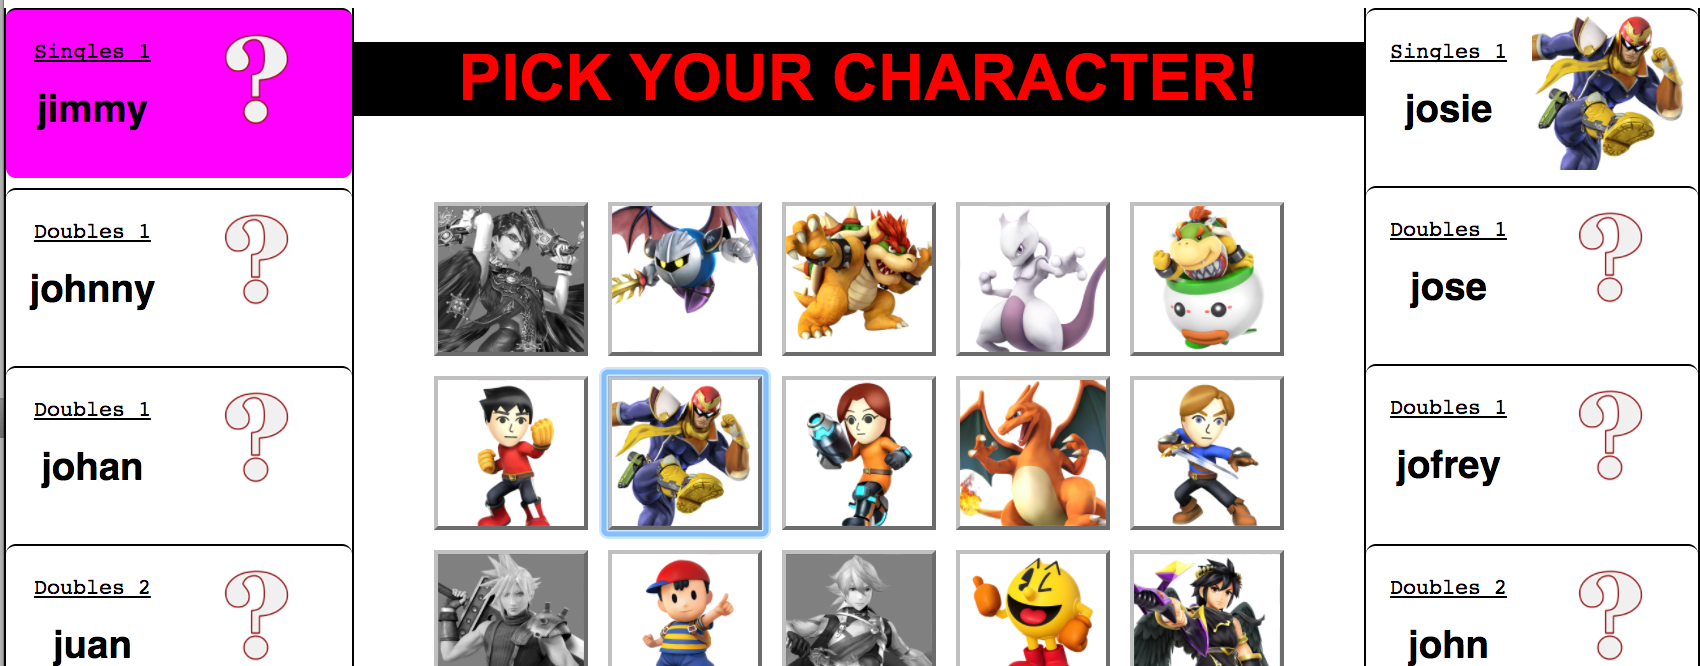 Singles 1
jimmy
Doubles 1
johnny
Doubles 1
johan
Doubles 2
juan
PICK YOUR CHARACTER!
Singles 1
josie
Doubles 1
jose
Doubles 1
jofrey
Doubles 2
john